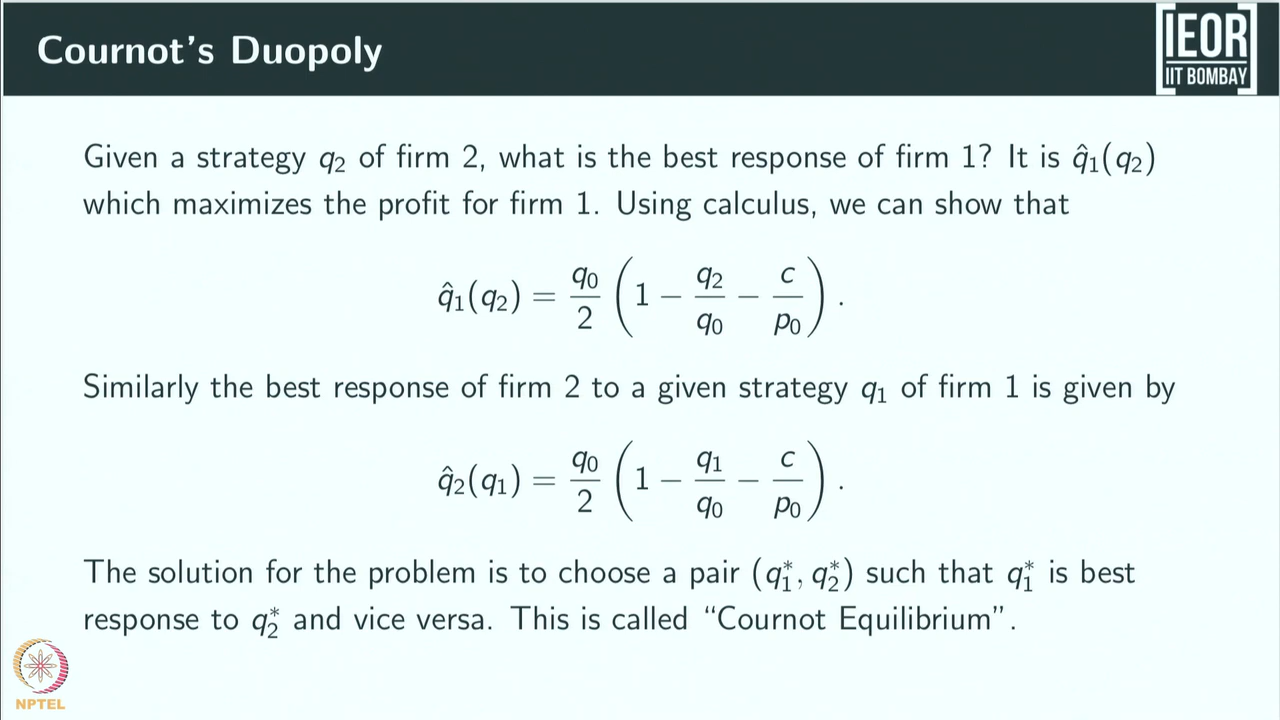 Cournot's Duopoly
IEOR
IIT BOMBAY
Given a strategy q₂ of firm 2, what is the best response of firm 1? It is q̂₁(q₂)
which maximizes the profit for firm 1. Using calculus, we can show that
q̂₁(q₂) = q₀/2 (1 − q₂/q₀ − c/p₀).
Similarly the best response of firm 2 to a given strategy q₁ of firm 1 is given by
q̂₂(q₁) = q₀/2 (1 − q₁/q₀ − c/p₀).
The solution for the problem is to choose a pair (q₁*, q₂*) such that q₁* is best
response to q₂* and vice versa. This is called “Cournot Equilibrium”.
NPTEL